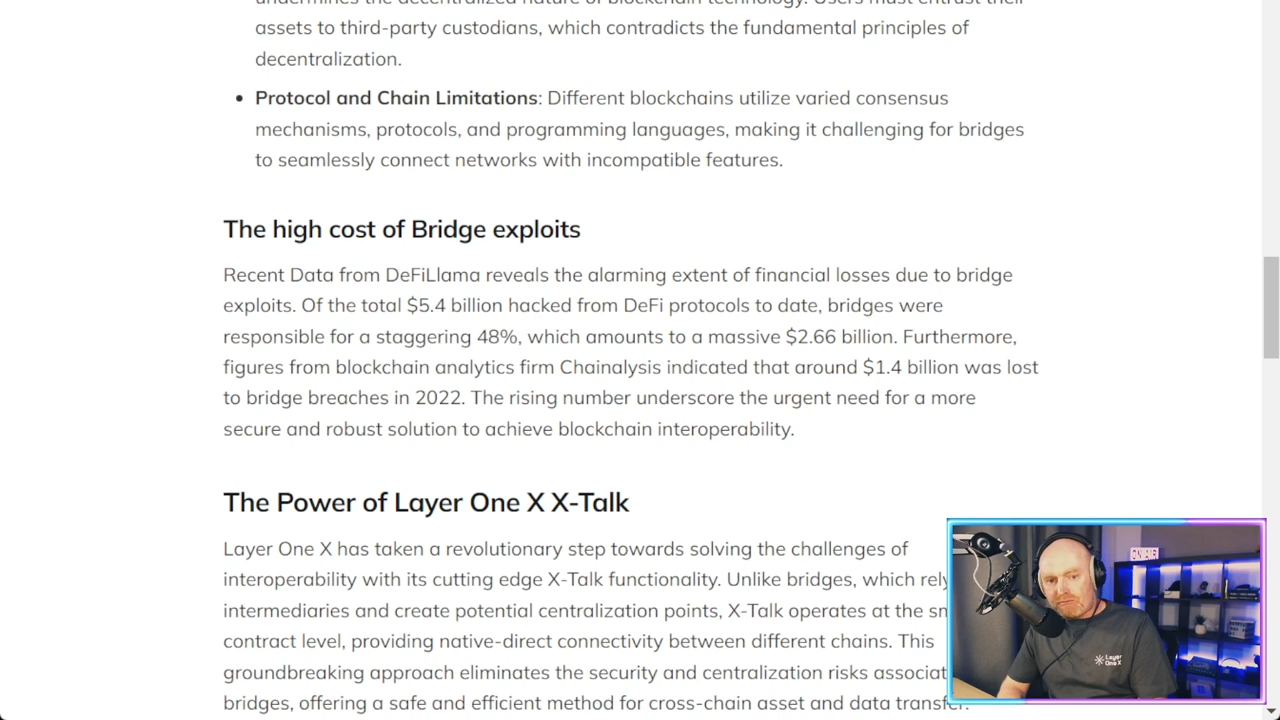 assets to third-party custodians, which contradicts the fundamental principles of
decentralization.
• Protocol and Chain Limitations: Different blockchains utilize varied consensus
mechanisms, protocols, and programming languages, making it challenging for bridges
to seamlessly connect networks with incompatible features.
The high cost of Bridge exploits
Recent Data from DeFiLlama reveals the alarming extent of financial losses due to bridge
exploits. Of the total $5.4 billion hacked from DeFi protocols to date, bridges were
responsible for a staggering 48%, which amounts to a massive $2.66 billion. Furthermore,
figures from blockchain analytics firm Chainalysis indicated that around $1.4 billion was lost
to bridge breaches in 2022. The rising number underscore the urgent need for a more
secure and robust solution to achieve blockchain interoperability.
The Power of Layer One X X-Talk
Layer One X has taken a revolutionary step towards solving the challenges of
interoperability with its cutting edge X-Talk functionality. Unlike bridges, which rely
intermediaries and create potential centralization points, X-Talk operates at the
contract level, providing native-direct connectivity between different chains. This
groundbreaking approach eliminates the security and centralization risks
bridges, offering a safe and efficient method for cross-chain asset and data transfer.
Layer
One X